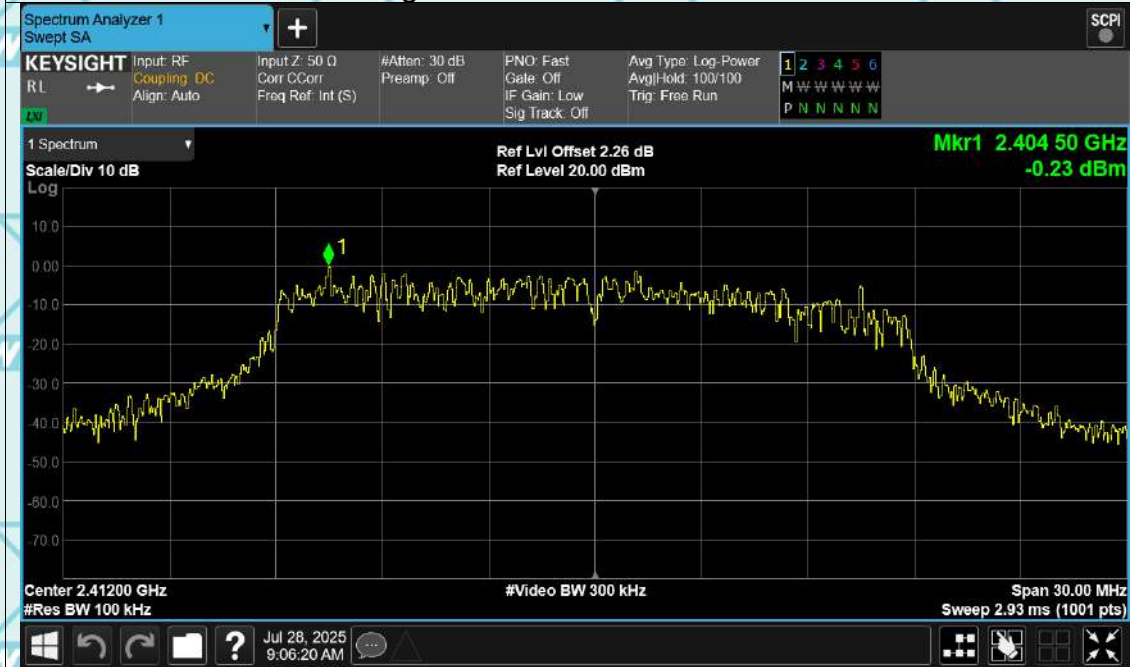 Spectrum Analyzer 1
Swept SA
+
SCPI
KEYSIGHT
RL
LXI
Input: RF
Coupling: DC
Align: Auto
Input Z: 50 Ω
Corr CCorr
Freq Ref: Int (S)
#Atten: 30 dB
Preamp: Off
PNO: Fast
Gate: Off
IF Gain: Low
Sig Track: Off
Avg Type: Log-Power
Avg|Hold: 100/100
Trig: Free Run
1 2 3 4 5 6
M W W W W W
P N N N N N
1 Spectrum
Scale/Div 10 dB
Log
Ref Lvl Offset 2.26 dB
Ref Level 20.00 dBm
Mkr1 2.404 50 GHz
-0.23 dBm
10.0
0.00
-10.0
-20.0
-30.0
-40.0
-50.0
-60.0
-70.0
1
Center 2.41200 GHz
#Res BW 100 kHz
#Video BW 300 kHz
Span 30.00 MHz
Sweep 2.93 ms (1001 pts)
?
Jul 28, 2025
9:06:20 AM